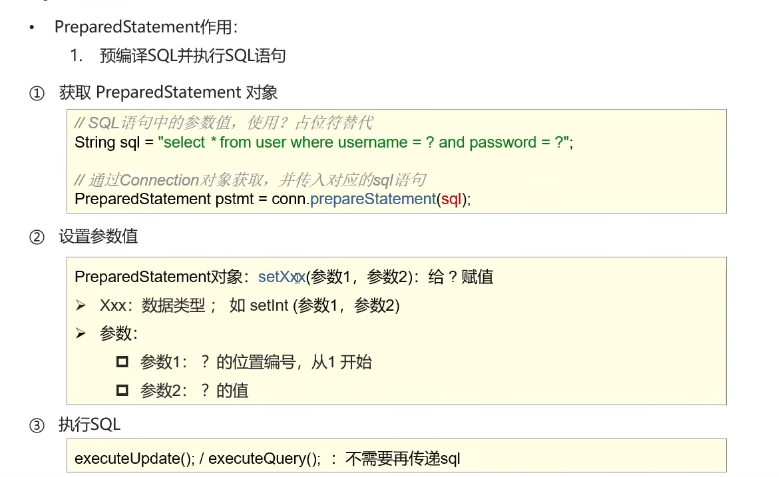 • PreparedStatement作用：
1. 预编译SQL并执行SQL语句
① 获取 PreparedStatement 对象
// SQL语句中的参数值，使用？占位符替代
String sql = "select * from user where username = ? and password = ?";
// 通过Connection对象获取，并传入对应的sql语句
PreparedStatement pstmt = conn.prepareStatement(sql);
② 设置参数值
PreparedStatement对象：setXxx(参数1，参数2)：给 ? 赋值
➢ Xxx：数据类型 ； 如 setInt (参数1，参数2)
➢ 参数：
□ 参数1： ？的位置编号，从1 开始
□ 参数2： ？的值
③ 执行SQL
executeUpdate(); / executeQuery(); ：不需要再传递sql